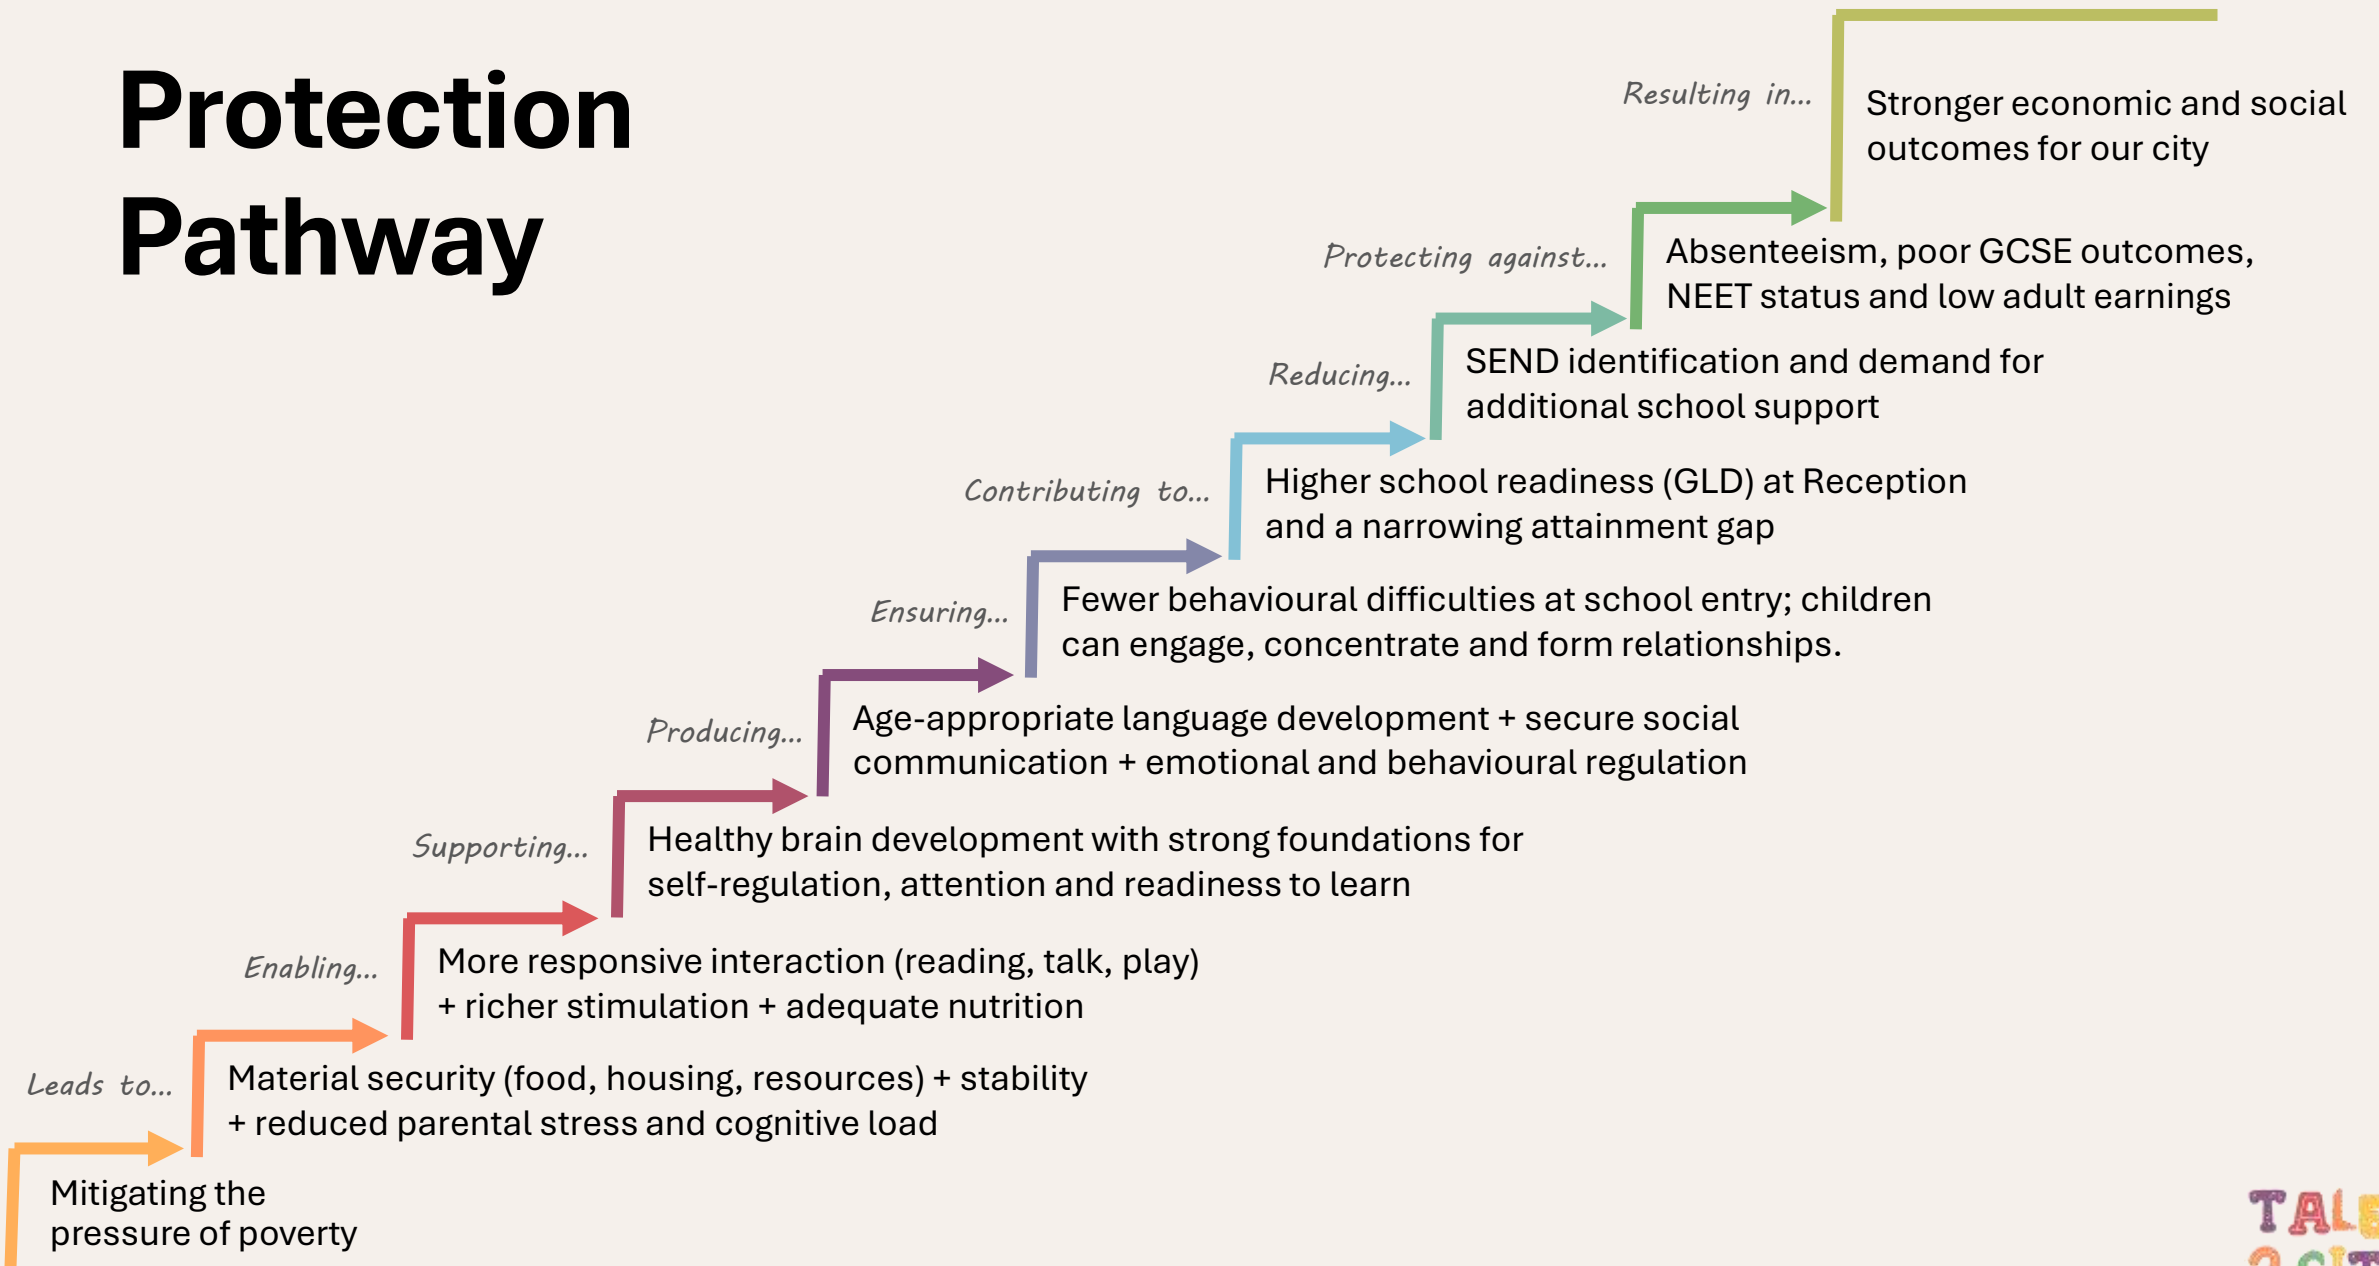 Protection
Pathway
Resulting in...
Stronger economic and social
outcomes for our city
Protecting against...
Absenteeism, poor GCSE outcomes,
NEET status and low adult earnings
Reducing...
SEND identification and demand for
additional school support
Contributing to...
Higher school readiness (GLD) at Reception
and a narrowing attainment gap
Ensuring...
Fewer behavioural difficulties at school entry; children
can engage, concentrate and form relationships.
Producing...
Age-appropriate language development + secure social
communication + emotional and behavioural regulation
Supporting...
Healthy brain development with strong foundations for
self-regulation, attention and readiness to learn
Enabling...
More responsive interaction (reading, talk, play)
+ richer stimulation + adequate nutrition
Leads to...
Material security (food, housing, resources) + stability
+ reduced parental stress and cognitive load
Mitigating the
pressure of poverty